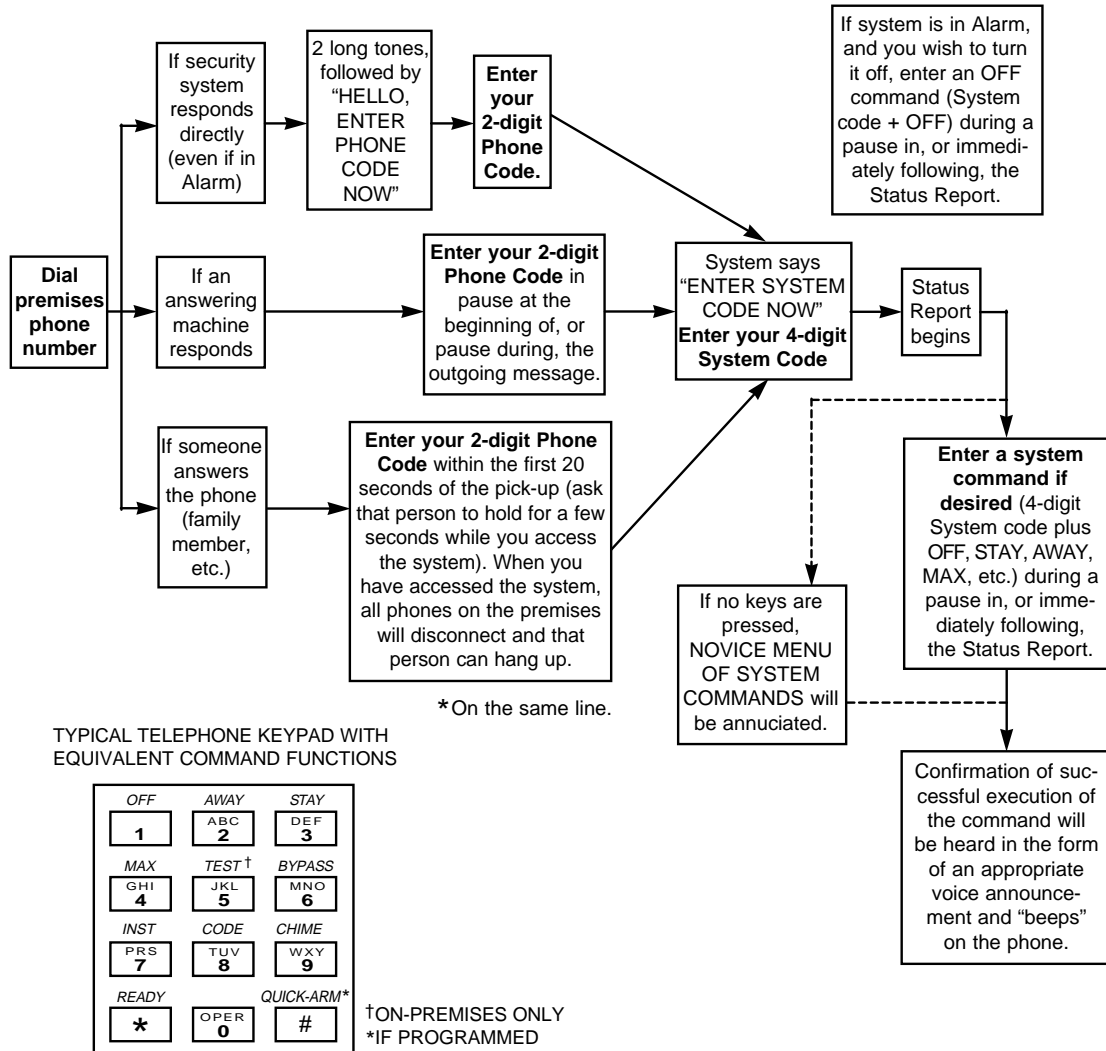 If security
system
responds
directly
(even if in
Alarm)
2 long tones,
followed by
“HELLO,
ENTER
PHONE
CODE
NOW”
Enter
your
2-digit
Phone
Code.
If system is in Alarm,
and you wish to turn
it off, enter an OFF
command (System
code + OFF) during a
pause in, or immedi-
ately following, the
Status Report.
Dial
premises
phone
number
If an
answering
machine
responds
Enter your 2-digit
Phone Code in
pause at the
beginning of, or
pause during, the
outgoing message.
System says
“ENTER SYSTEM
CODE NOW”
Enter your 4-digit
System Code
Status
Report
begins
If someone
answers
the phone
(family
member,
etc.)
Enter your 2-digit Phone
Code within the first 20
seconds of the pick-up (ask
that person to hold for a few
seconds while you access
the system). When you
have accessed the system,
all phones on the premises
will disconnect and that
person can hang up.
*On the same line.
If no keys are
pressed,
NOVICE MENU
OF SYSTEM
COMMANDS will
be annuciated.
Enter a system
command if
desired (4-digit
System code plus
OFF, STAY, AWAY,
MAX, etc.) during a
pause in, or imme-
diately following,
the Status Report.
Confirmation of suc-
cessful execution of
the command will
be heard in the form
of an appropriate
voice announce-
ment and “beeps”
on the phone.
TYPICAL TELEPHONE KEYPAD WITH
EQUIVALENT COMMAND FUNCTIONS
OFF AWAY STAY
ABC DEF
1 2 3
MAX TEST† BYPASS
GHI JKL MNO
4 5 6
INST CODE CHIME
PRS TUV WXY
7 8 9
READY QUICK-ARM*
* OPER #
0
†ON-PREMISES ONLY
*IF PROGRAMMED